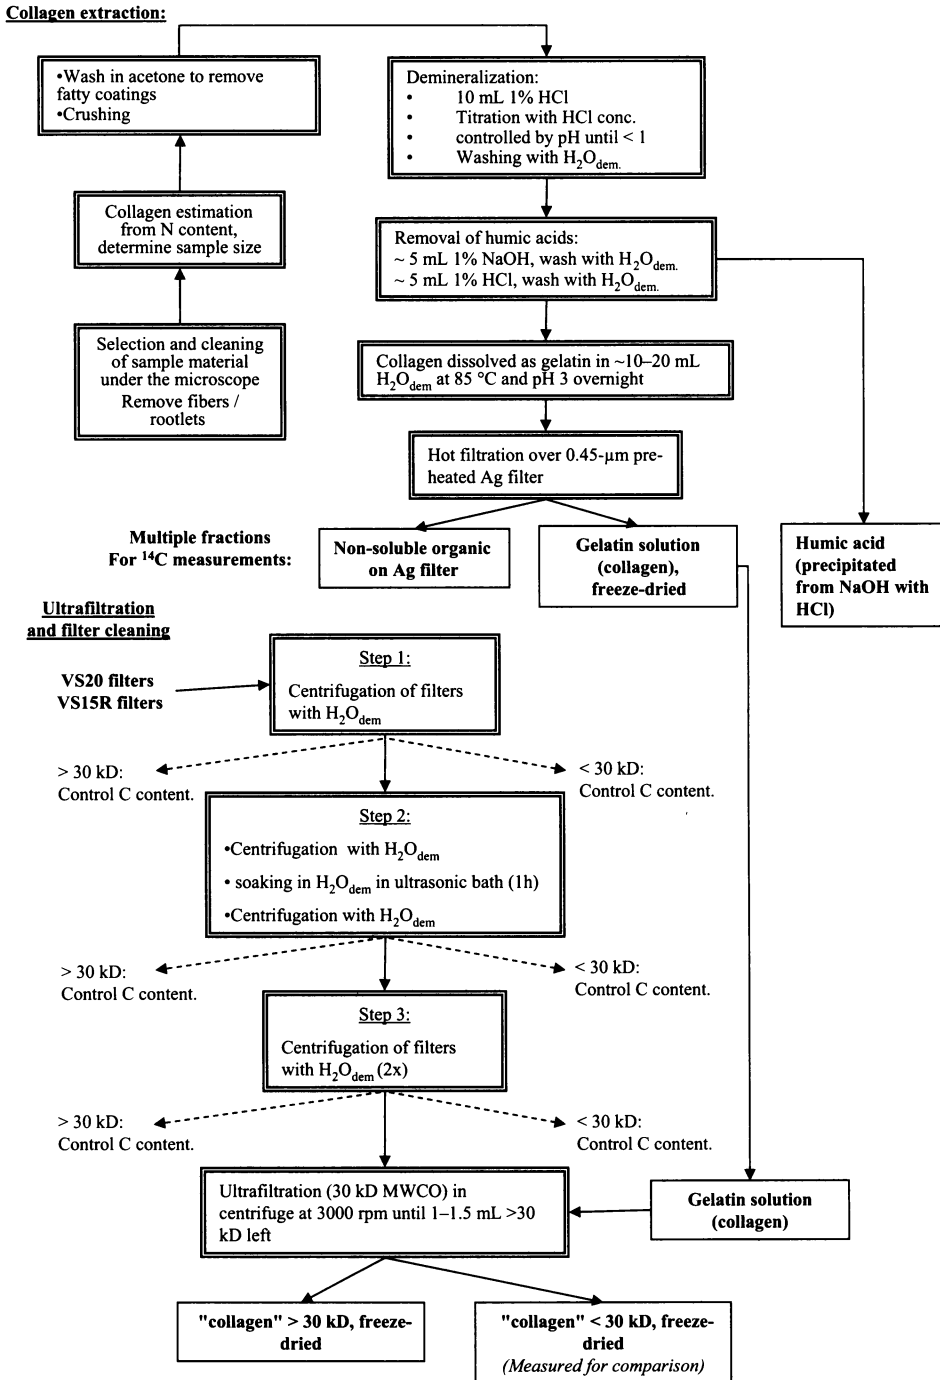 Collagen extraction:
•Wash in acetone to remove
fatty coatings
•Crushing
Demineralization:
• 10 mL 1% HCl
• Titration with HCl conc.
• controlled by pH until < 1
• Washing with H₂Odem.
Collagen estimation
from N content,
determine sample size
Removal of humic acids:
~ 5 mL 1% NaOH, wash with H₂Odem.
~ 5 mL 1% HCl, wash with H₂Odem.
Selection and cleaning
of sample material
under the microscope
Remove fibers /
rootlets
Collagen dissolved as gelatin in ~10–20 mL
H₂Odem at 85 °C and pH 3 overnight
Hot filtration over 0.45-µm pre-
heated Ag filter
Multiple fractions
For ¹⁴C measurements:
Non-soluble organic
on Ag filter
Gelatin solution
(collagen),
freeze-dried
Humic acid
(precipitated
from NaOH with
HCl)
Ultrafiltration
and filter cleaning
VS20 filters
VS15R filters
Step 1:
Centrifugation of filters
with H₂Odem
> 30 kD:
Control C content.
< 30 kD:
Control C content.
Step 2:
•Centrifugation with H₂Odem
• soaking in H₂Odem in ultrasonic bath (1h)
•Centrifugation with H₂Odem
> 30 kD:
Control C content.
< 30 kD:
Control C content.
Step 3:
Centrifugation of filters
with H₂Odem (2x)
> 30 kD:
Control C content.
< 30 kD:
Control C content.
Ultrafiltration (30 kD MWCO) in
centrifuge at 3000 rpm until 1–1.5 mL >30
kD left
Gelatin solution
(collagen)
"collagen" > 30 kD, freeze-
dried
"collagen" < 30 kD, freeze-
dried
(Measured for comparison)